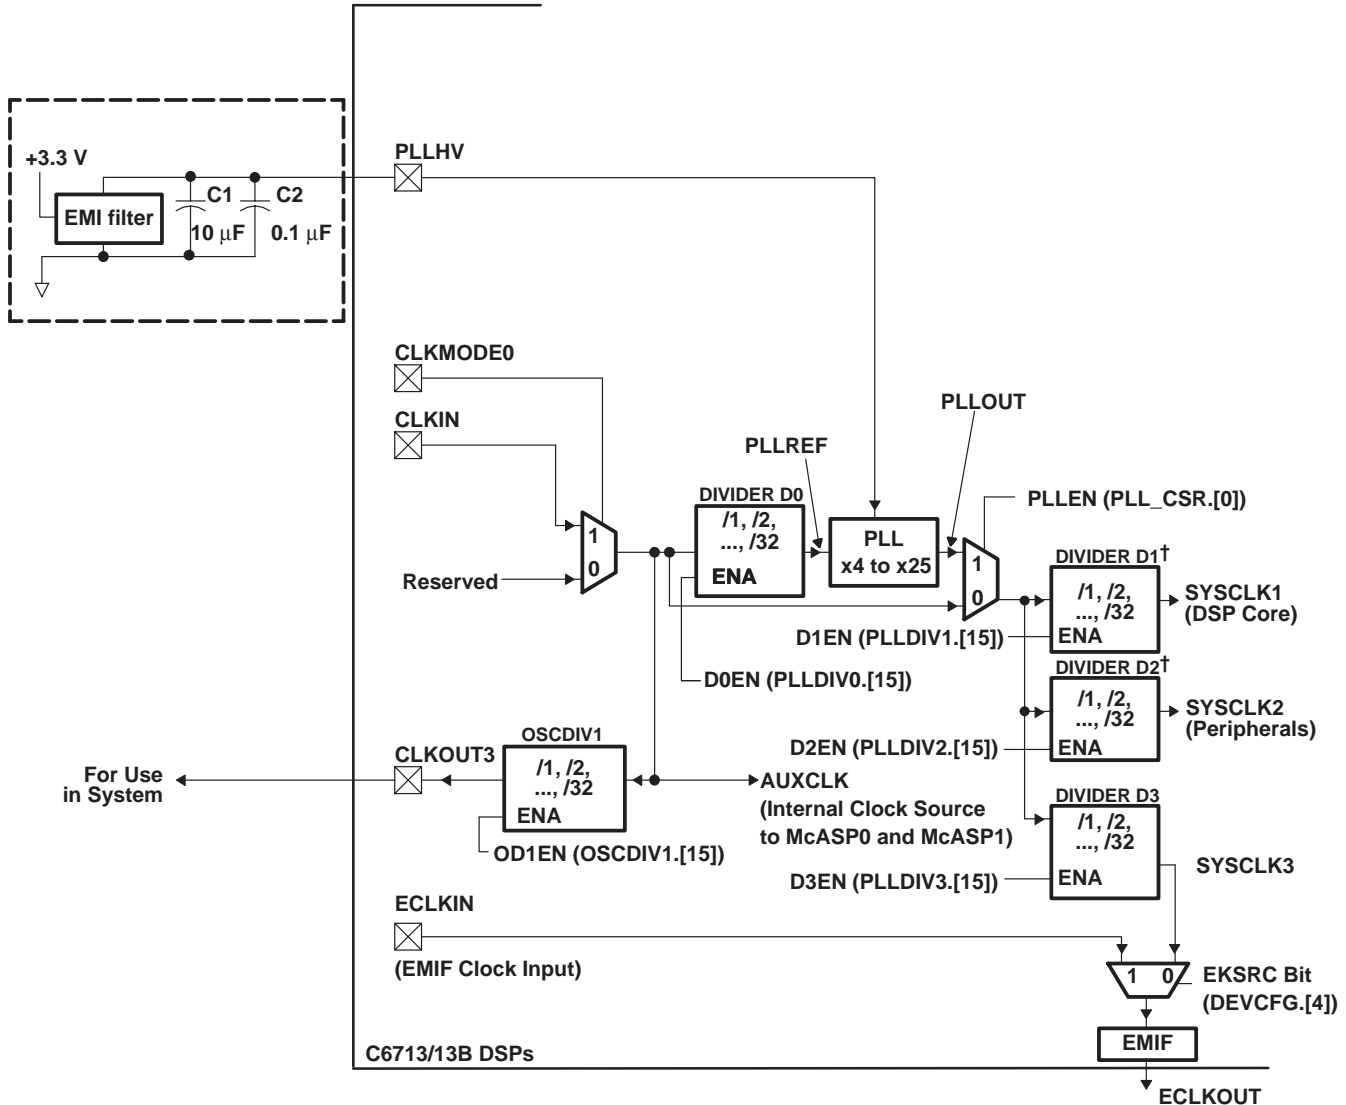 +3.3 V
PLLHV
C1
C2
EMI filter
10 μF
0.1 μF
CLKMODE0
CLKIN
PLLOUT
PLLREF
DIVIDER D0
/1, /2,
..., /32
ENA
PLL
x4 to x25
PLLEN (PLL_CSR.[0])
1
0
Reserved
1
0
DIVIDER D1†
/1, /2,
..., /32
ENA
SYSCLK1
(DSP Core)
D1EN (PLLDIV1.[15])
D0EN (PLLDIV0.[15])
DIVIDER D2†
/1, /2,
..., /32
ENA
SYSCLK2
(Peripherals)
D2EN (PLLDIV2.[15])
OSCDIV1
/1, /2,
..., /32
ENA
CLKOUT3
For Use
in System
AUXCLK
(Internal Clock Source
to McASP0 and McASP1)
OD1EN (OSCDIV1.[15])
DIVIDER D3
/1, /2,
..., /32
ENA
SYSCLK3
D3EN (PLLDIV3.[15])
ECLKIN
(EMIF Clock Input)
1 0
EKSRC Bit
(DEVCFG.[4])
EMIF
C6713/13B DSPs
ECLKOUT